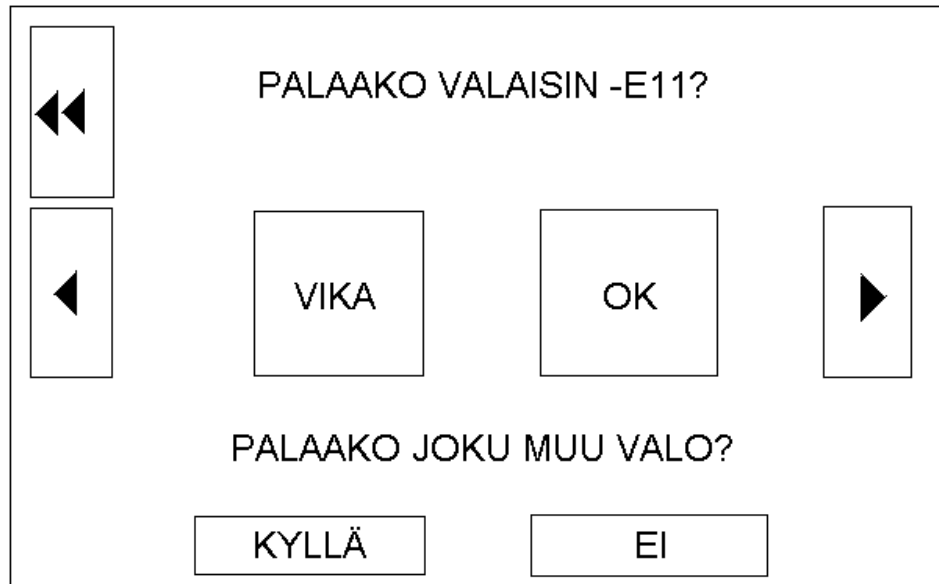 PALAAKO VALAISIN -E11?
VIKA OK
PALAAKO JOKU MUU VALO?
KYLLÄ EI